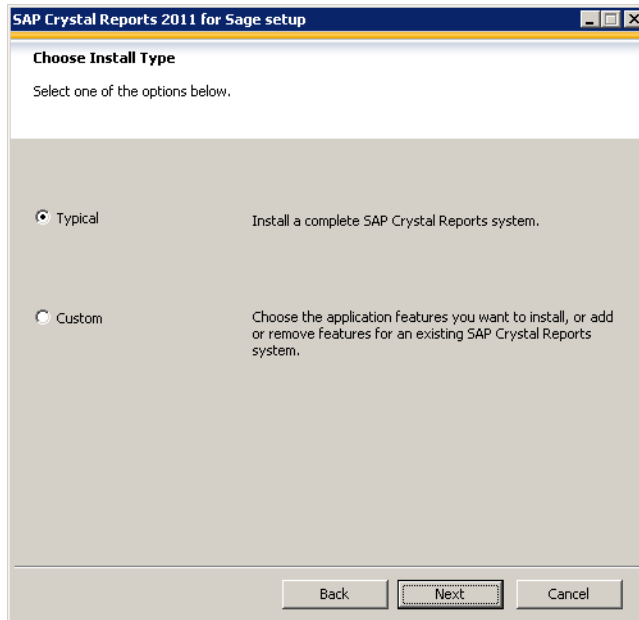 SAP Crystal Reports 2011 for Sage setup
Choose Install Type
Select one of the options below.
Typical
Install a complete SAP Crystal Reports system.
Custom
Choose the application features you want to install, or add
or remove features for an existing SAP Crystal Reports
system.
Back
Next
Cancel